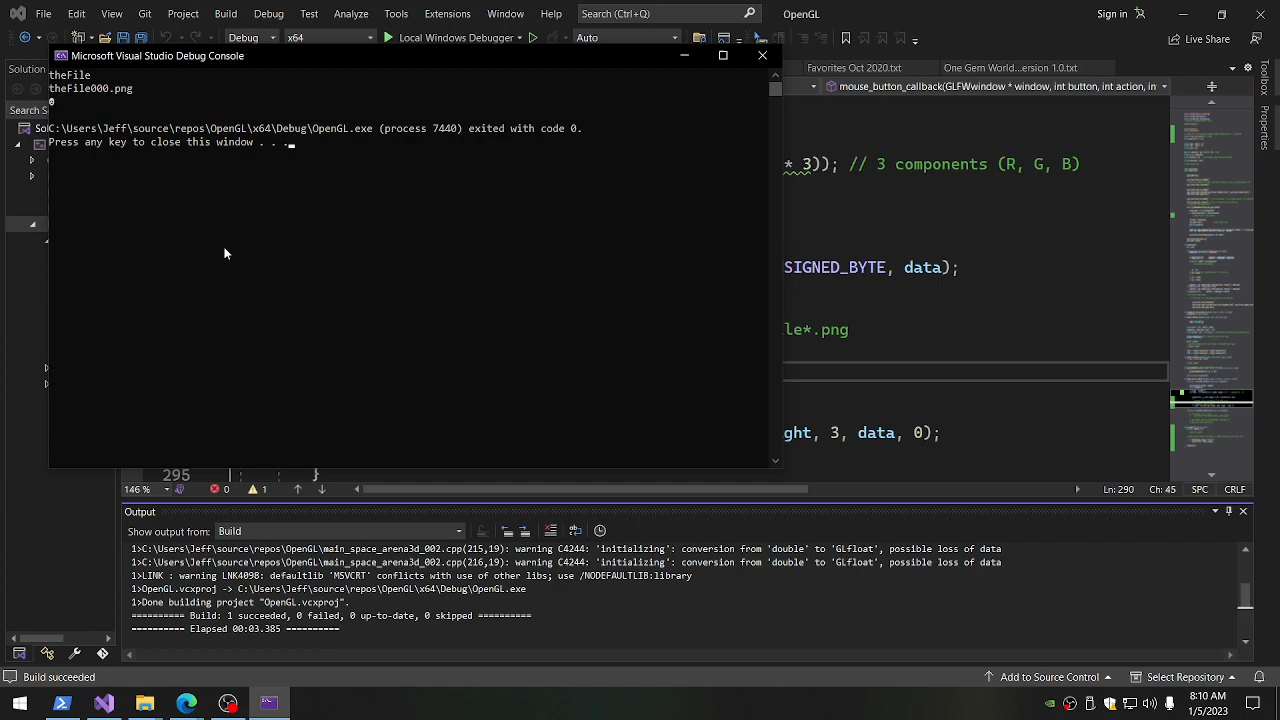 File Edit View Git Project Build Debug Test Analyze Tools Extensions Window Help Search (Ctrl+Q) OpenGL Sign in
Debug x64 Local Windows Debugger Auto
Microsoft Visual Studio Debug Console
Favorites Oct 2020.txt One Gem World...ersion 1.0.txt
Solution
Toolbox
Properties
mouse_button_callback(GLFWwindow * window, int button, int action, int
Search S
theFile
theFile000.png
0
C:\Users\Jeff\source\repos\OpenGL\x64\Debug\OpenGL.exe (process 7440) exited with code 0.
Press any key to close this window . . .
So
* 3)); // 3 components (R, G, B)
SIGNED_BYTE, data);
le*.png
ght, 3, data, 0);
295 }
146 % 0 1 Ln: 290 Ch: 45 SPC CRLF
Output
Show output from: Build
1>C:\Users\Jeff\source\repos\OpenGL\main_space_arena3d_002.cpp(215,19): warning C4244: 'initializing': conversion from 'double' to 'GLfloat', possible loss of data
1>C:\Users\Jeff\source\repos\OpenGL\main_space_arena3d_002.cpp(216,19): warning C4244: 'initializing': conversion from 'double' to 'GLfloat', possible loss of data
1>LINK : warning LNK4098: defaultlib 'MSVCRT' conflicts with use of other libs; use /NODEFAULTLIB:library
1>OpenGL.vcxproj -> C:\Users\Jeff\source\repos\OpenGL\x64\Debug\OpenGL.exe
1>Done building project "OpenGL.vcxproj".
========== Build: 1 succeeded, 0 failed, 0 up-to-date, 0 skipped ==========
========== Elapsed 00:03.385 ==========
Build succeeded Add to Source Control Select Repository
8:10 AM
1/5/2023